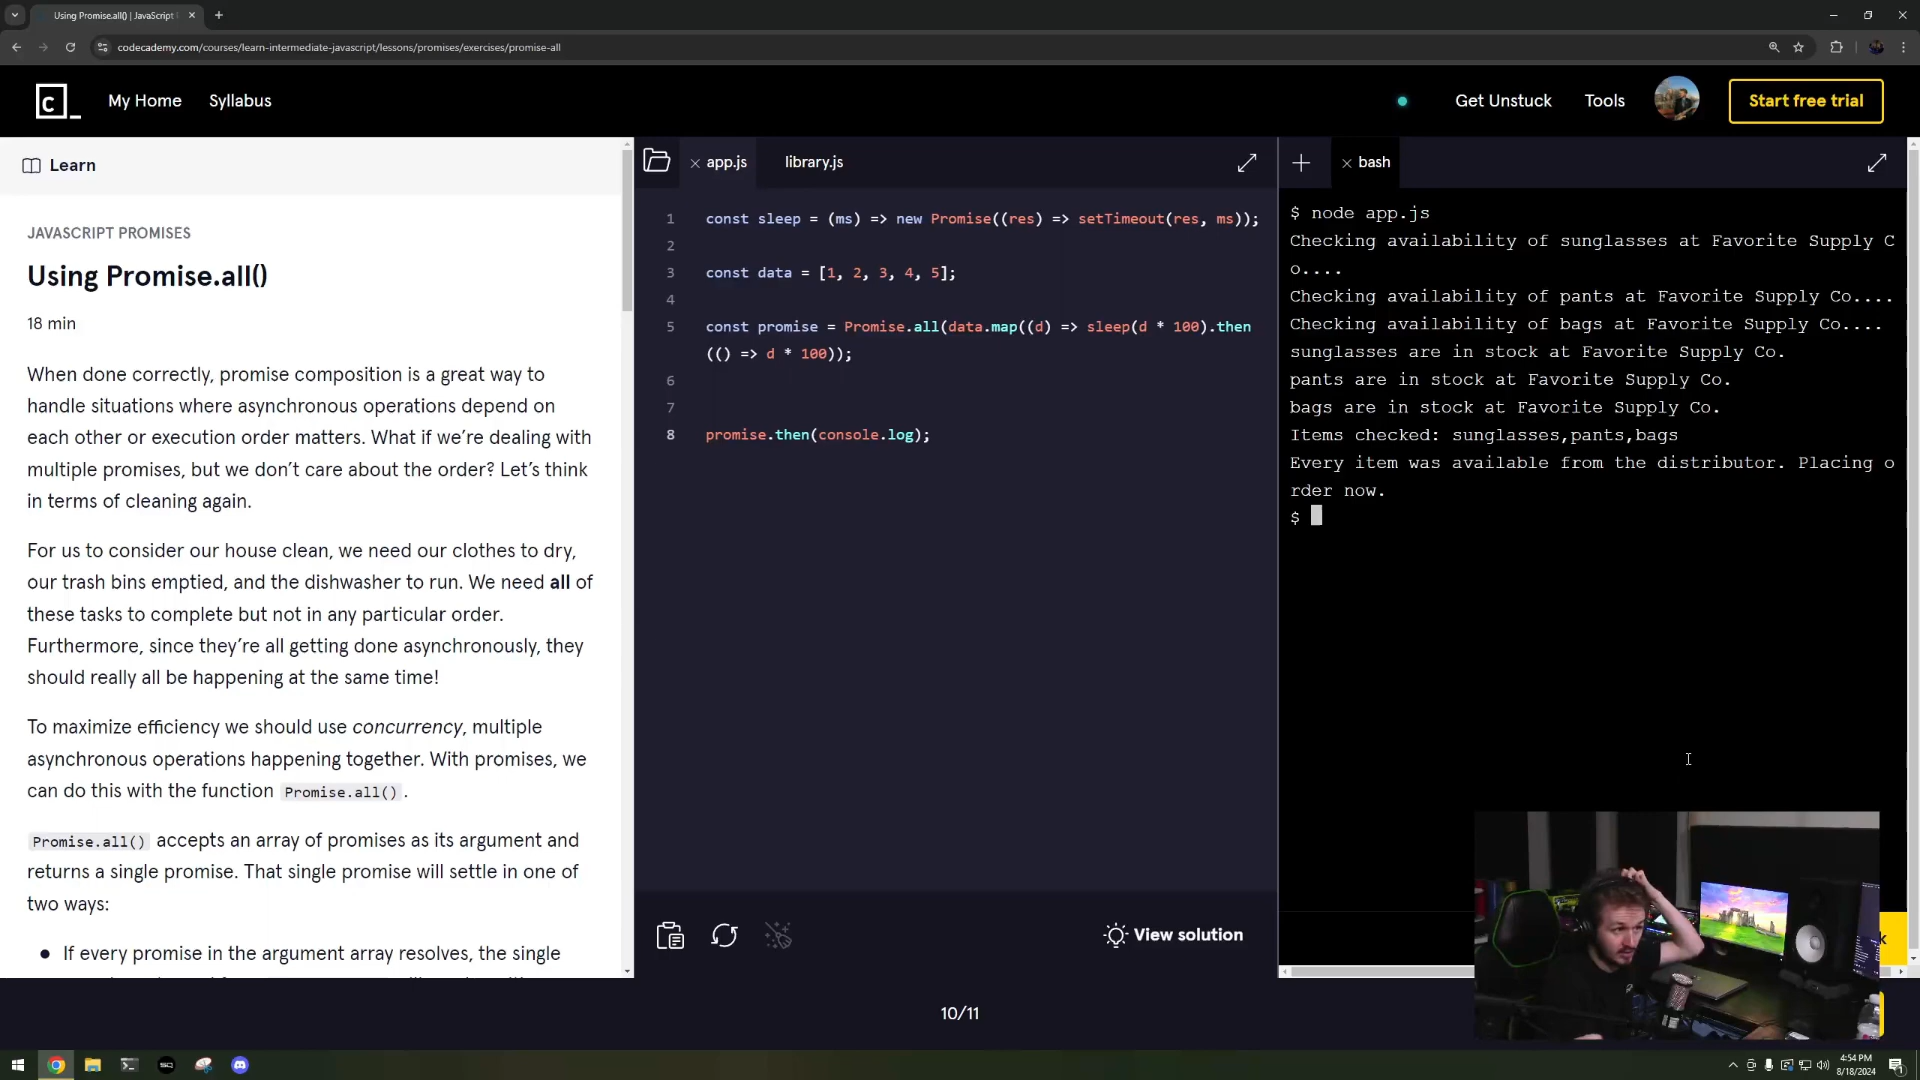 Using Promise.all() | JavaScript
codecademy.com/courses/learn-intermediate-javascript/lessons/promises/exercises/promise-all
My Home
Syllabus
Get Unstuck
Tools
Start free trial
Learn
JAVASCRIPT PROMISES
Using Promise.all()
18 min
When done correctly, promise composition is a great way to
handle situations where asynchronous operations depend on
each other or execution order matters. What if we’re dealing with
multiple promises, but we don’t care about the order? Let’s think
in terms of cleaning again.
For us to consider our house clean, we need our clothes to dry,
our trash bins emptied, and the dishwasher to run. We need all of
these tasks to complete but not in any particular order.
Furthermore, since they’re all getting done asynchronously, they
should really all be happening at the same time!
To maximize efficiency we should use concurrency, multiple
asynchronous operations happening together. With promises, we
can do this with the function Promise.all() .
Promise.all() accepts an array of promises as its argument and
returns a single promise. That single promise will settle in one of
two ways:
● If every promise in the argument array resolves, the single
app.js
library.js
1 const sleep = (ms) => new Promise((res) => setTimeout(res, ms));
2
3 const data = [1, 2, 3, 4, 5];
4
5 const promise = Promise.all(data.map((d) => sleep(d * 100).then
(() => d * 100));
6
7
8 promise.then(console.log);
View solution
bash
$ node app.js
Checking availability of sunglasses at Favorite Supply C
o....
Checking availability of pants at Favorite Supply Co....
Checking availability of bags at Favorite Supply Co....
sunglasses are in stock at Favorite Supply Co.
pants are in stock at Favorite Supply Co.
bags are in stock at Favorite Supply Co.
Items checked: sunglasses,pants,bags
Every item was available from the distributor. Placing o
rder now.
$
10/11
4:54 PM
8/18/2024